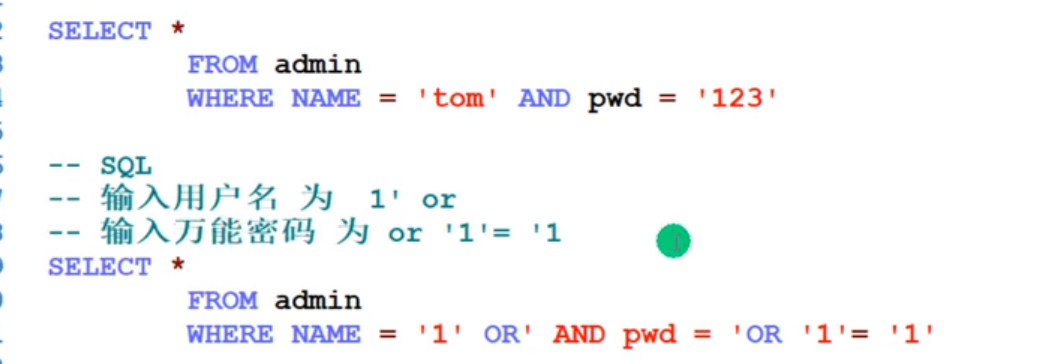 SELECT *
FROM admin
WHERE NAME = 'tom' AND pwd = '123'
-- SQL
-- 输入用户名 为 1' or
-- 输入万能密码 为 or '1'= '1
SELECT *
FROM admin
WHERE NAME = '1' OR' AND pwd = 'OR '1'= '1'